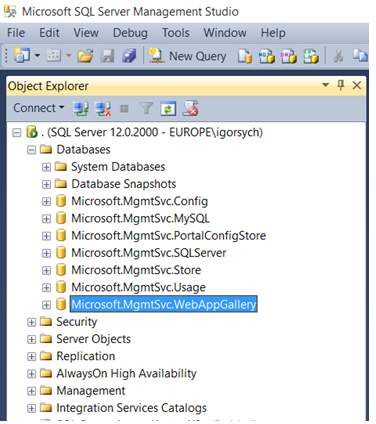 Microsoft SQL Server Management Studio
File Edit View Debug Tools Window Help
New Query
Object Explorer
Connect
. (SQL Server 12.0.2000 - EUROPE\igorsych)
Databases
System Databases
Database Snapshots
Microsoft.MgmtSvc.Config
Microsoft.MgmtSvc.MySQL
Microsoft.MgmtSvc.PortalConfigStore
Microsoft.MgmtSvc.SQLServer
Microsoft.MgmtSvc.Store
Microsoft.MgmtSvc.Usage
Microsoft.MgmtSvc.WebAppGallery
Security
Server Objects
Replication
AlwaysOn High Availability
Management
Integration Services Catalogs